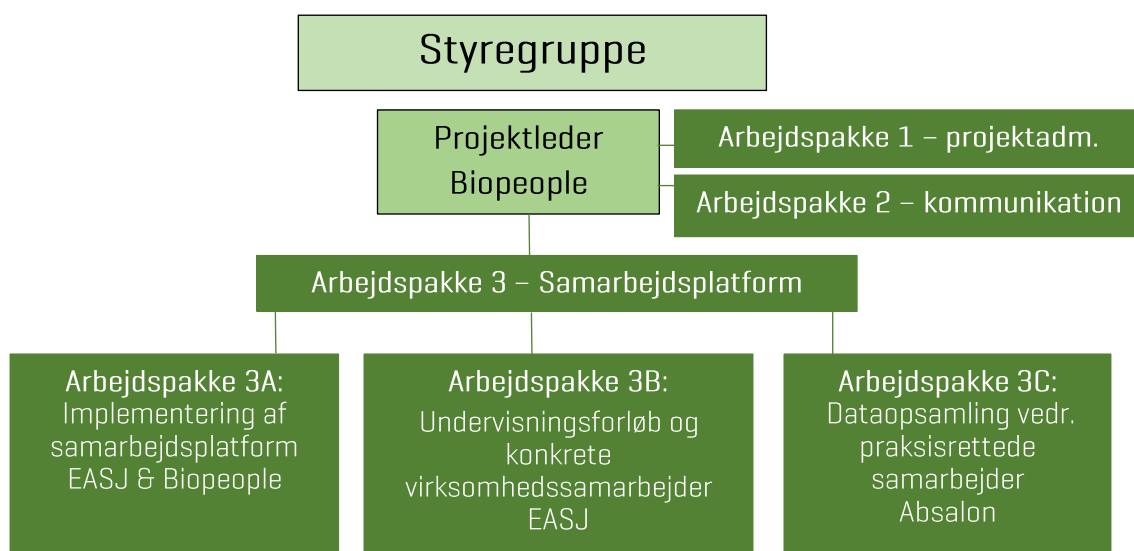 Styregruppe
Projektleder
Biopeople
Arbejdspakke 1 – projektadm.
Arbejdspakke 2 – kommunikation
Arbejdspakke 3 – Samarbejdsplatform
Arbejdspakke 3A:
Implementering af
samarbejdsplatform
EASJ & Biopeople
Arbejdspakke 3B:
Undervisningsforløb og
konkrete
virksomhedssamarbejder
EASJ
Arbejdspakke 3C:
Dataopsamling vedr.
praksisrettede
samarbejder
Absalon